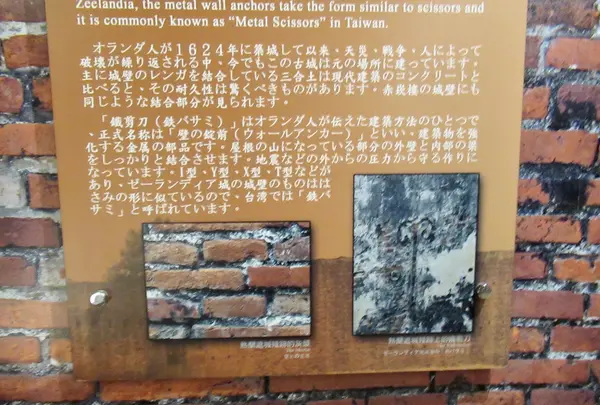 Zeelandia, the metal wall anchors take the form similar to scissors and
it is commonly known as “Metal Scissors” in Taiwan.
オランダ人が1624年に築城して以来、天災、戦争、人によって
破壊が繰り返される中、今でもこの古城は元の場所に建っています。
主に城壁のレンガを結合している三合土は現代建築のコンクリートと
比べると、その耐久性は驚くべきものがあります。赤崁楼の城壁にも
同じような結合部分が見られます。
「鐵剪刀（鉄バサミ）」はオランダ人が伝えた建築方法のひとつで
、正式名称は「壁の錠前（ウォールアンカー）」といい、建築物を強
化する金属の部品です。屋根の山になっている部分の外壁と内部の梁
をしっかりと結合させます。地震などの外からの圧力から守る作りに
なっています。I型、Y型、X型、T型などが
あり、ゼーランディア城の城壁のものはは
さみの形に似ているので、台湾では「鉄バ
サミ」と呼ばれています。
熱蘭遮城殘跡的灰縫